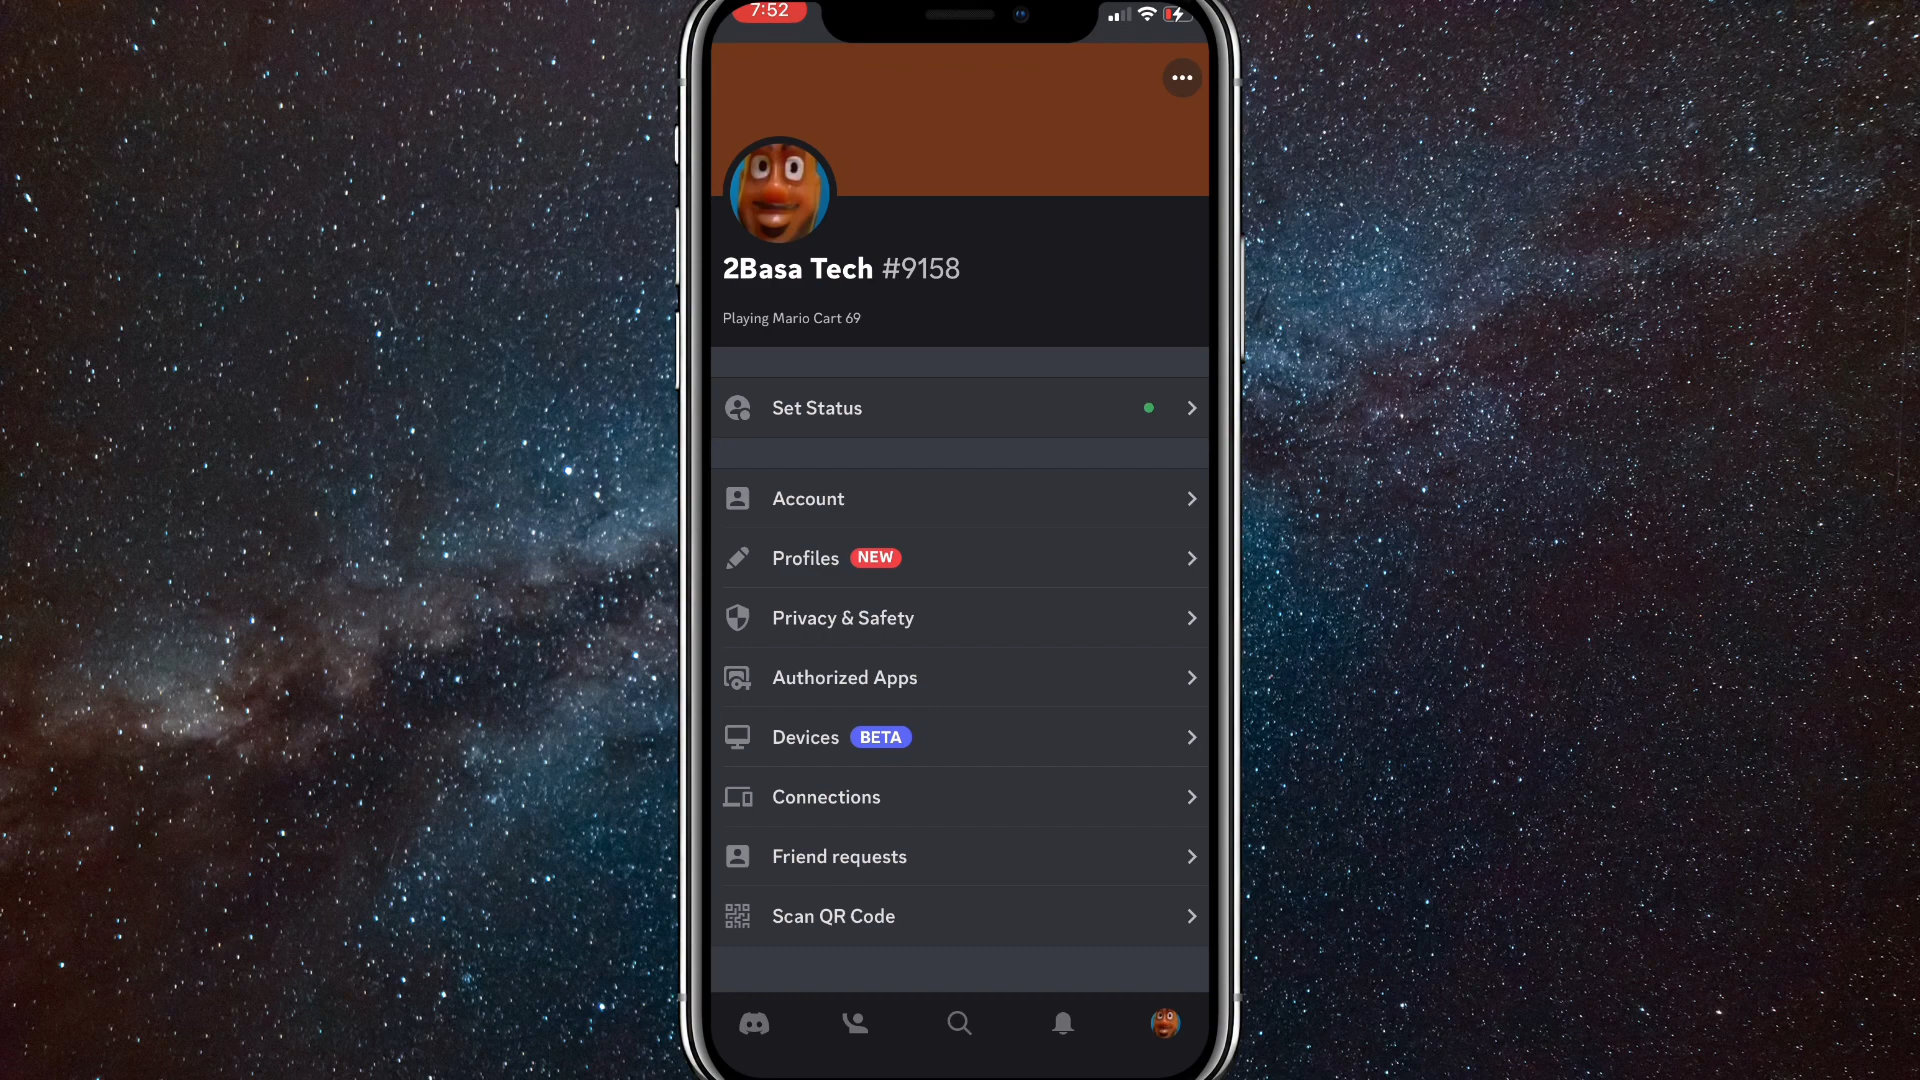 7:52
2Basa Tech #9158
Playing Mario Cart 69
Set Status
Account
Profiles NEW
Privacy & Safety
Authorized Apps
Devices BETA
Connections
Friend requests
Scan QR Code